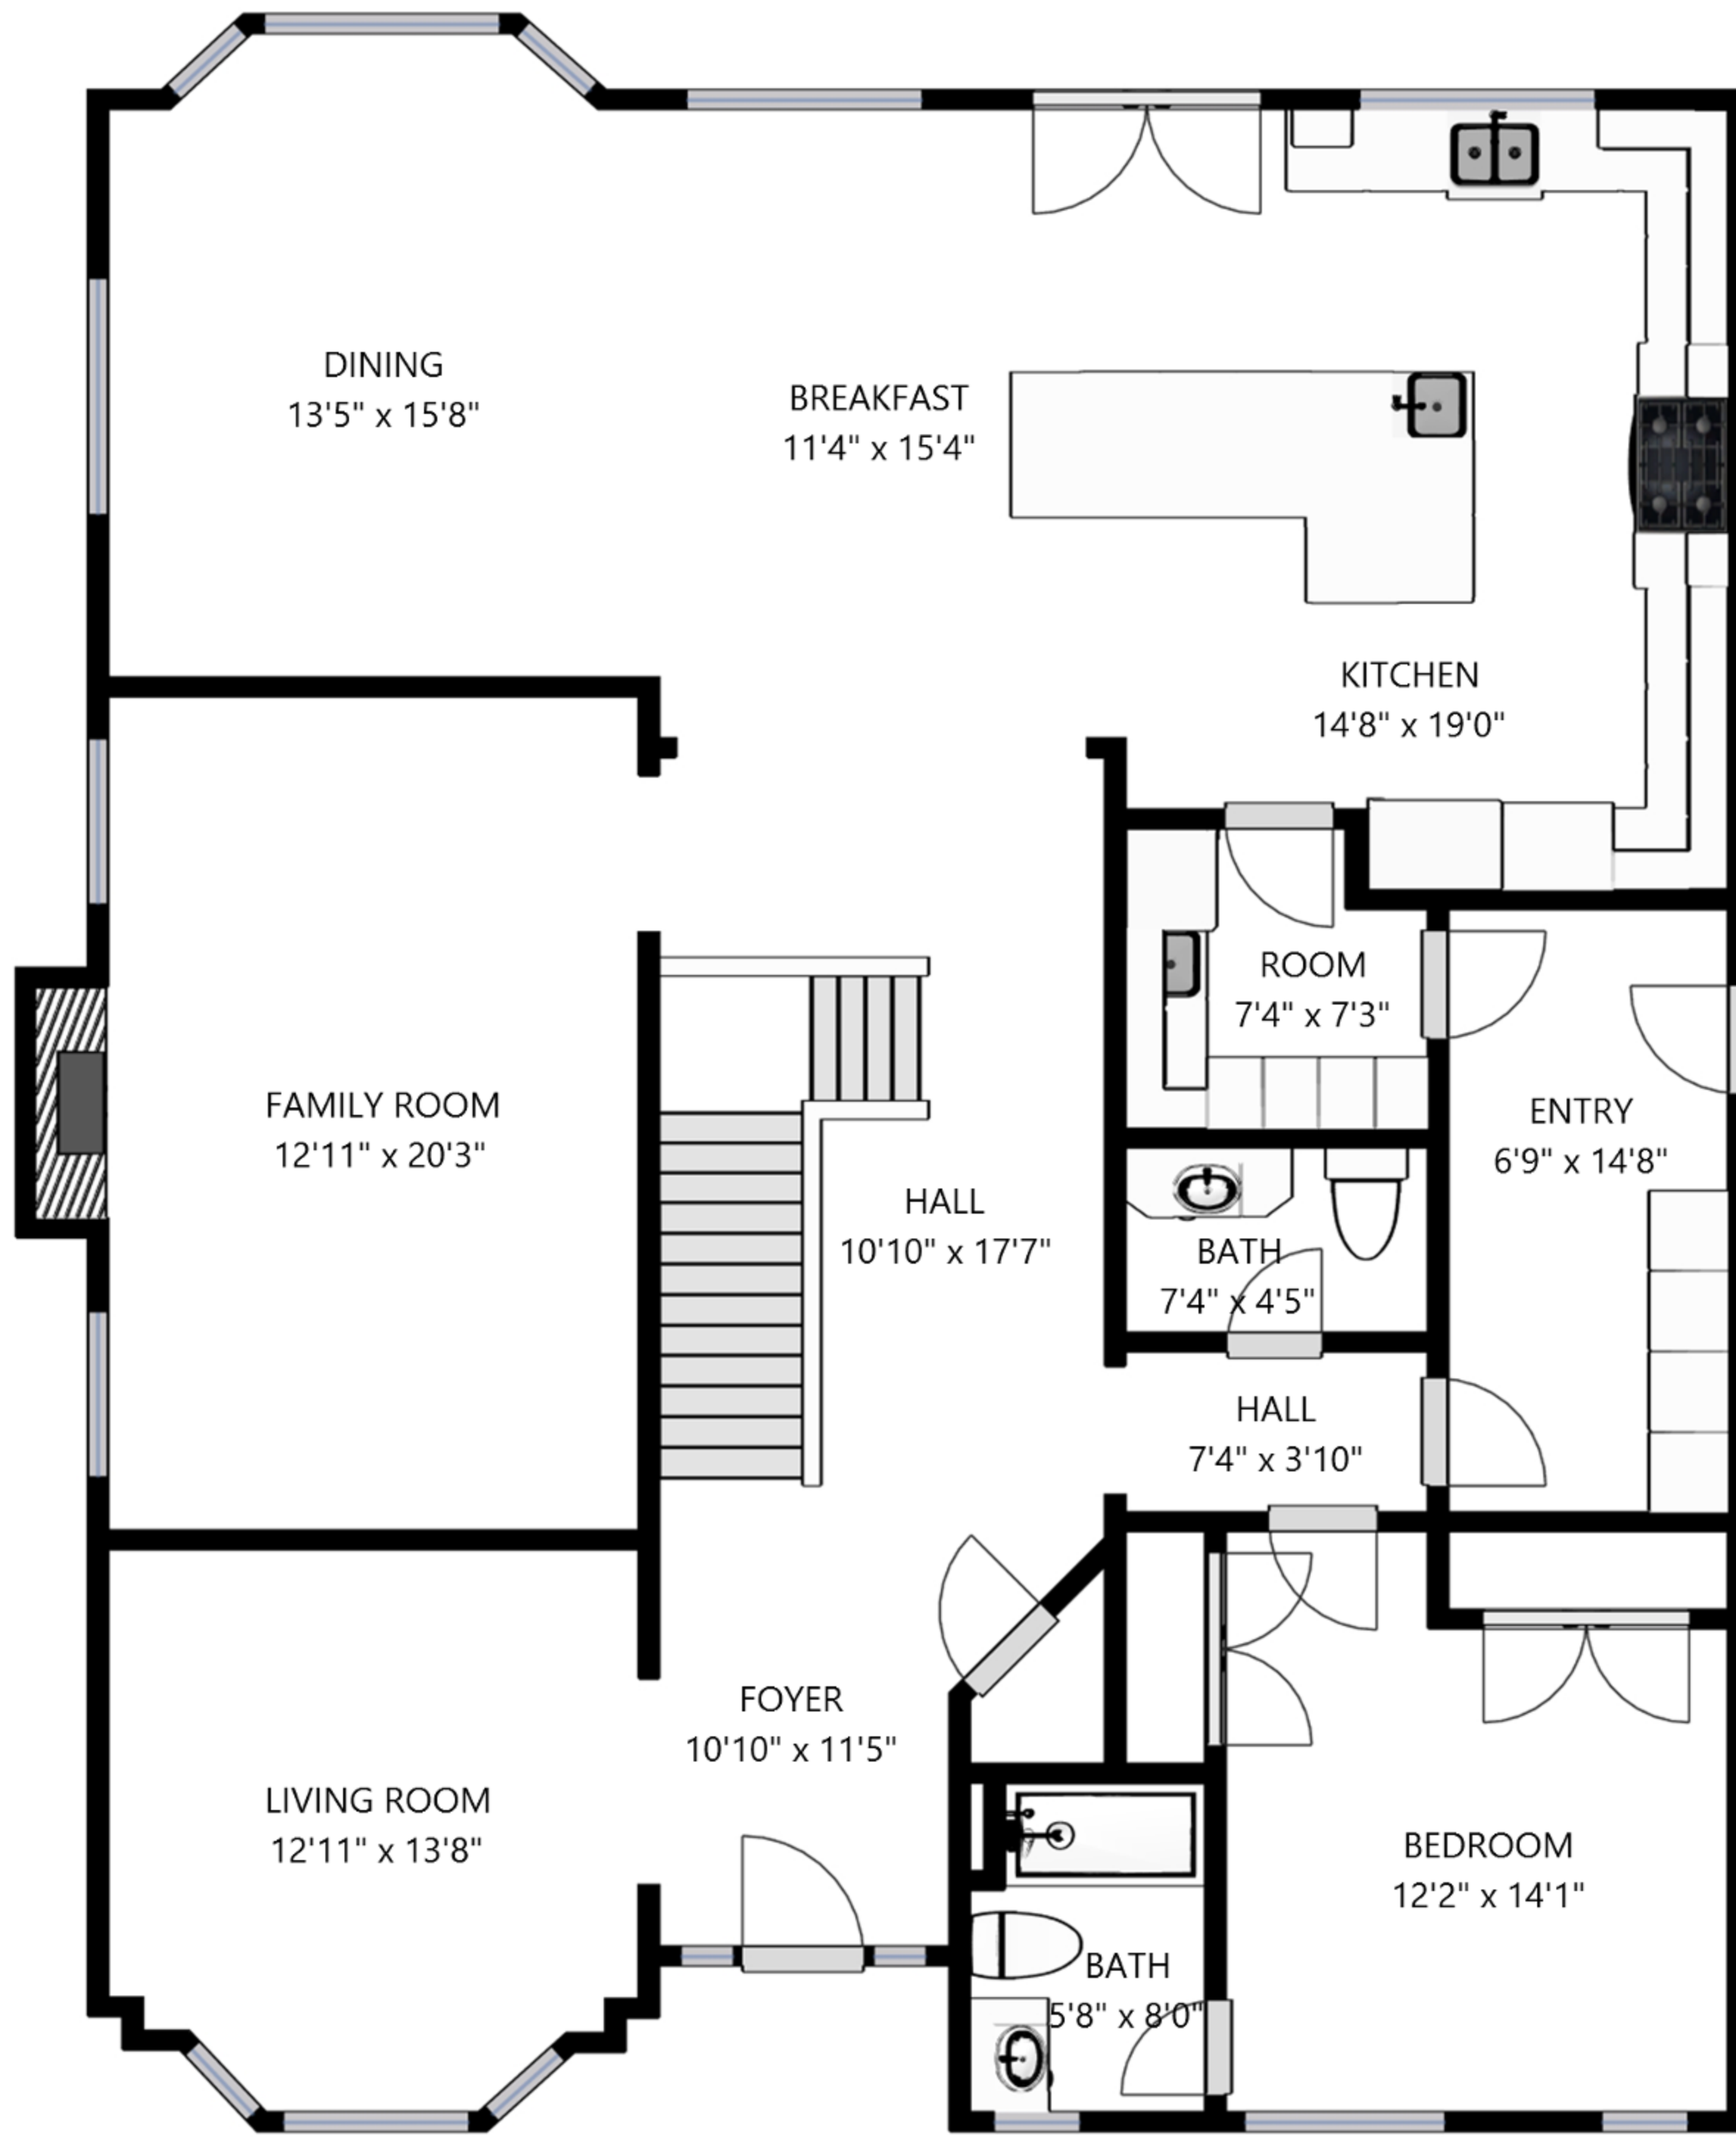 DINING
13'5" x 15'8"
BREAKFAST
11'4" x 15'4"
KITCHEN
14'8" x 19'0"
ROOM
7'4" x 7'3"
FAMILY ROOM
12'11" x 20'3"
ENTRY
6'9" x 14'8"
HALL
10'10" x 17'7"
BATH
7'4" x 4'5"
HALL
7'4" x 3'10"
FOYER
10'10" x 11'5"
LIVING ROOM
12'11" x 13'8"
BEDROOM
12'2" x 14'1"
BATH
5'8" x 8'0"